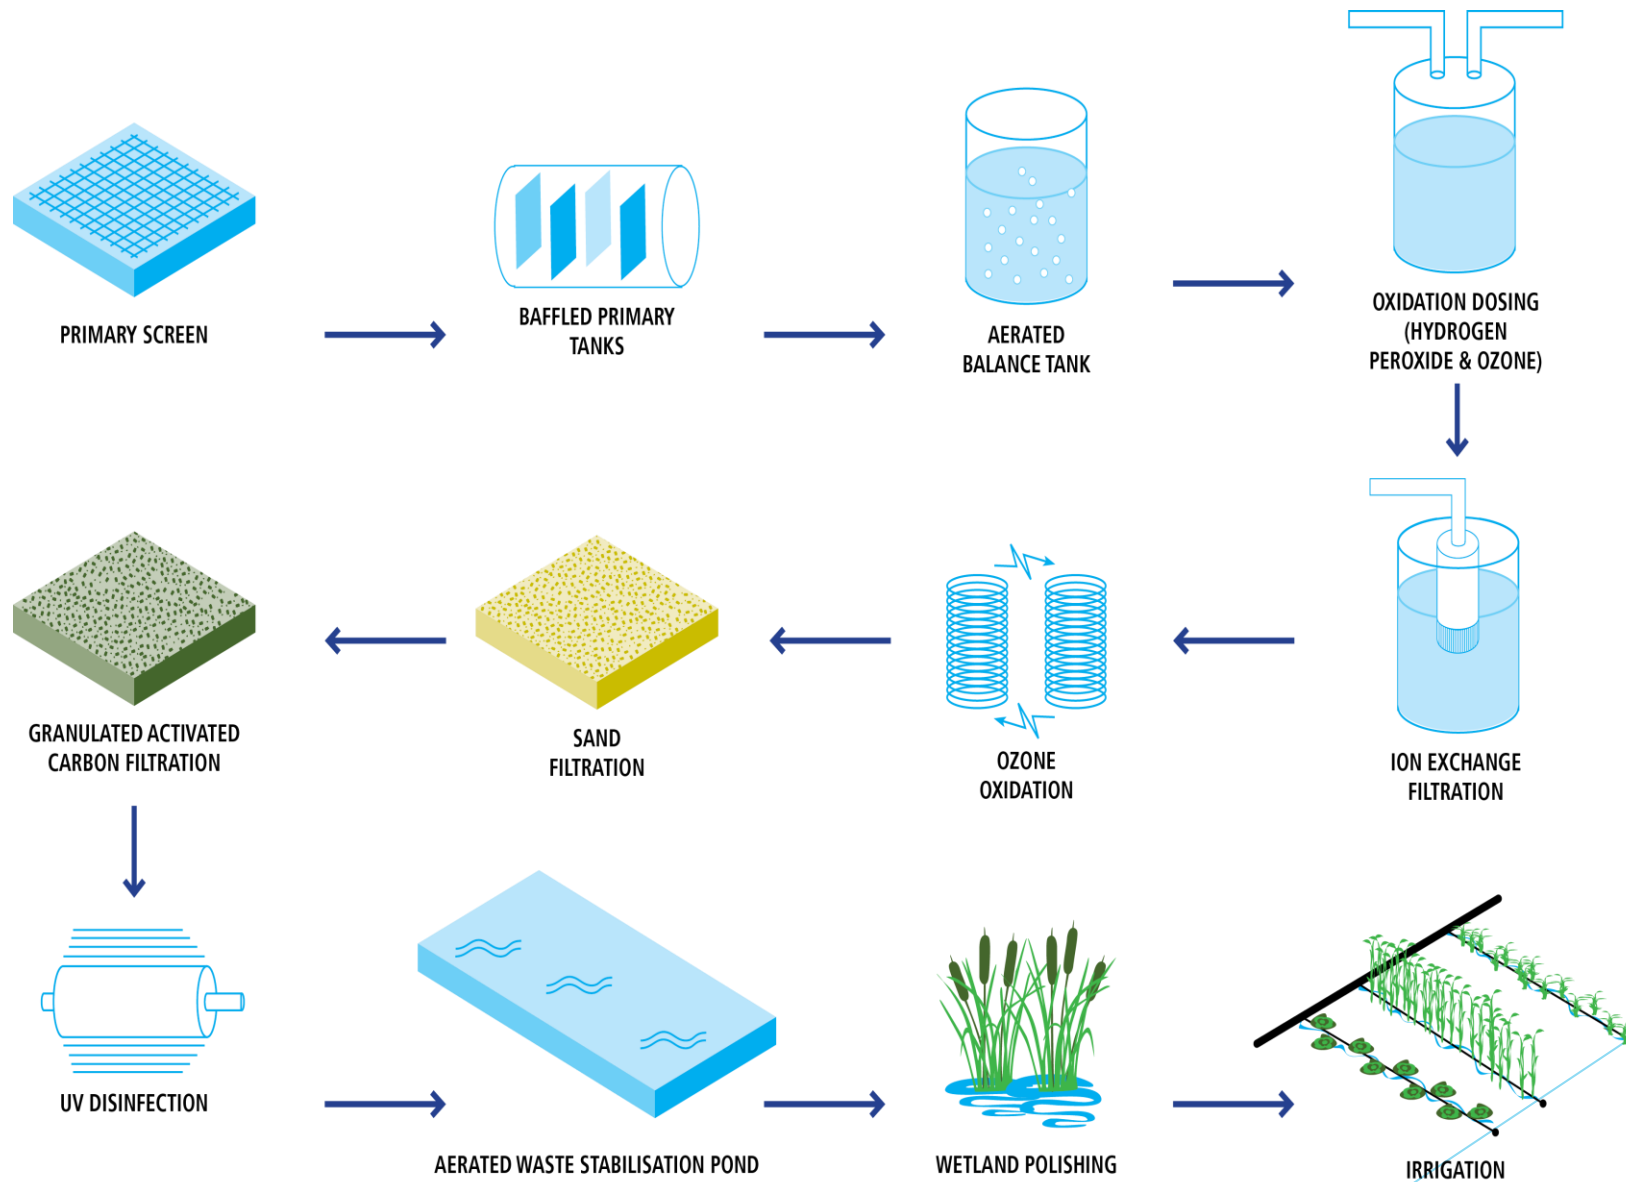 PRIMARY SCREEN
BAFFLED PRIMARY
TANKS
AERATED
BALANCE TANK
OXIDATION DOSING
(HYDROGEN
PEROXIDE & OZONE)
ION EXCHANGE
FILTRATION
OZONE
OXIDATION
SAND
FILTRATION
GRANULATED ACTIVATED
CARBON FILTRATION
UV DISINFECTION
AERATED WASTE STABILISATION POND
WETLAND POLISHING
IRRIGATION